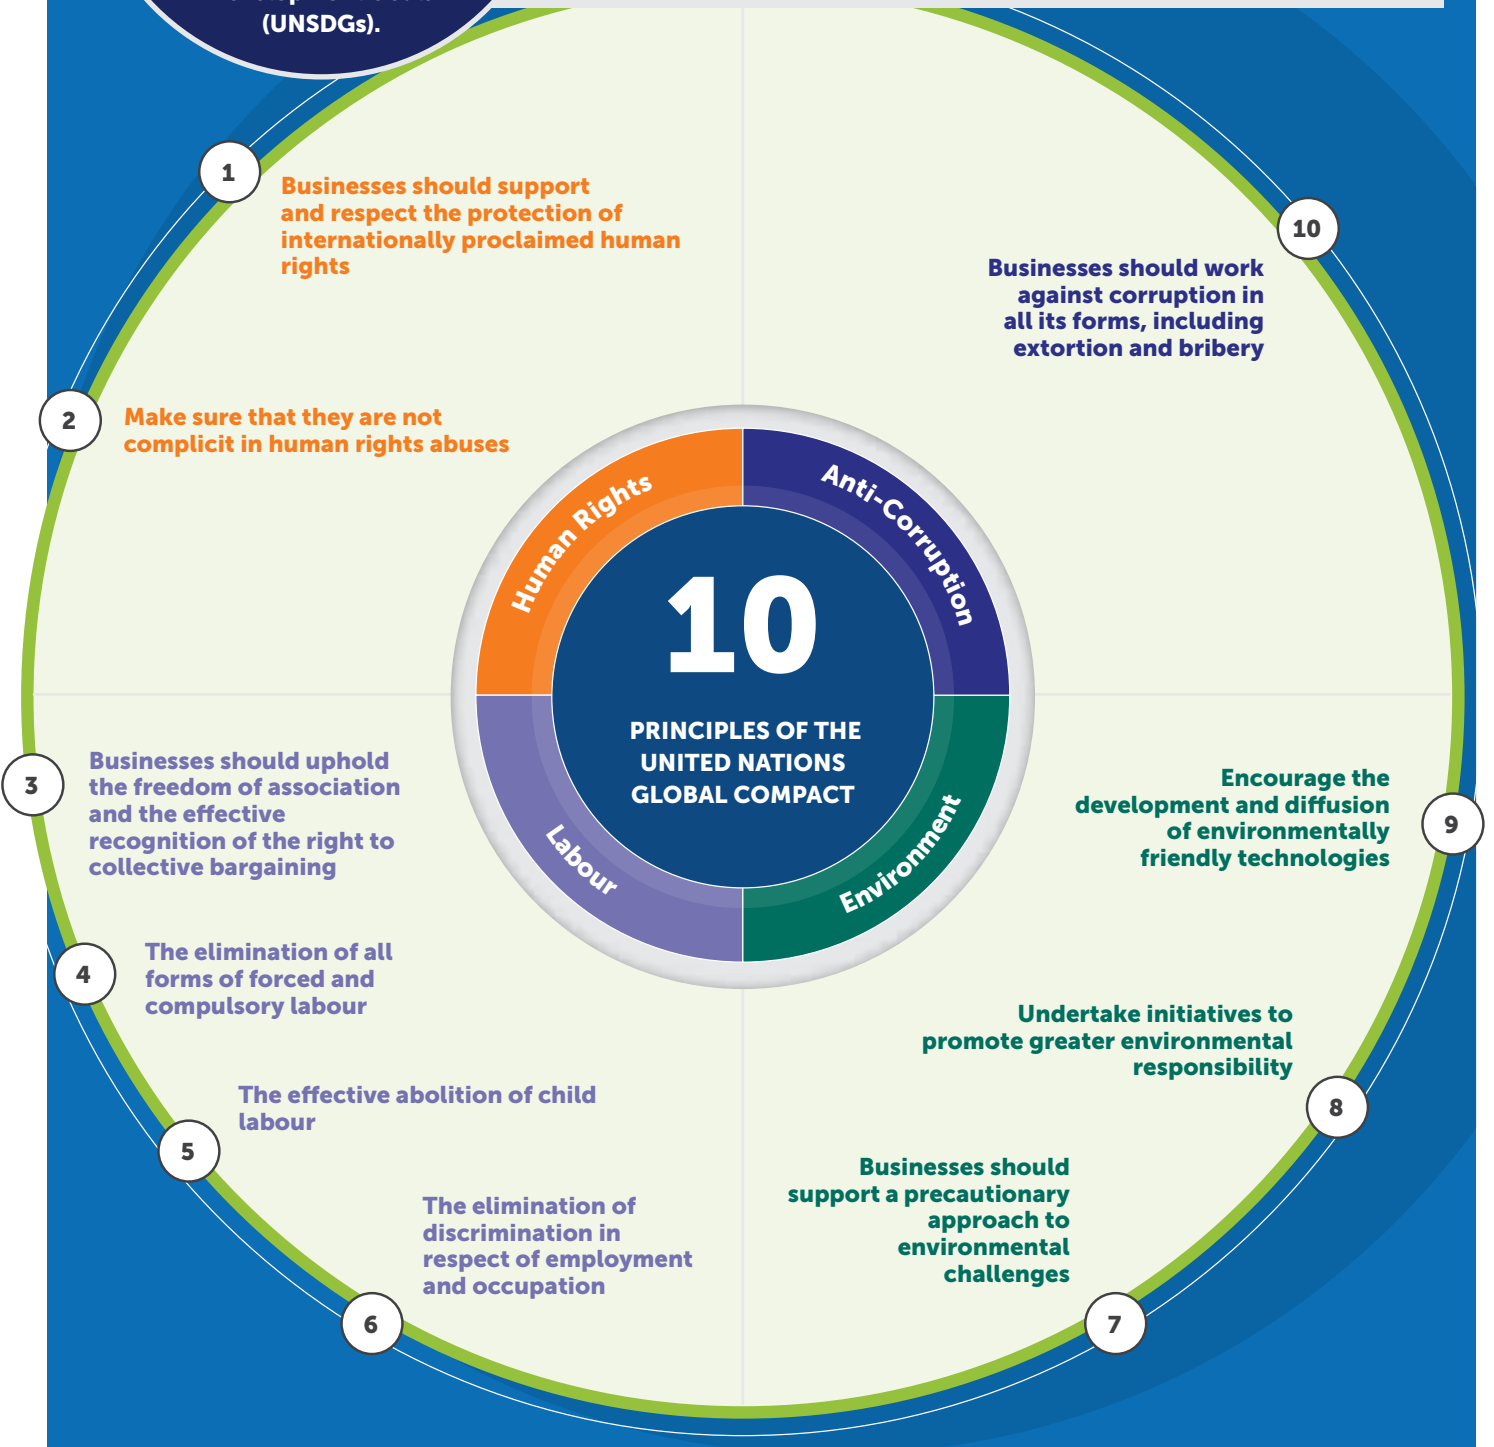 (UNSDGs).
1
Businesses should support
and respect the protection of
internationally proclaimed human
rights
2
Make sure that they are not
complicit in human rights abuses
3
Businesses should uphold
the freedom of association
and the effective
recognition of the right to
collective bargaining
4
The elimination of all
forms of forced and
compulsory labour
5
The effective abolition of child
labour
6
The elimination of
discrimination in
respect of employment
and occupation
7
Businesses should
support a precautionary
approach to
environmental
challenges
8
Undertake initiatives to
promote greater environmental
responsibility
9
Encourage the
development and diffusion
of environmentally
friendly technologies
10
Businesses should work
against corruption in
all its forms, including
extortion and bribery
Human Rights
Anti-Corruption
Labour
Environment
10
PRINCIPLES OF THE
UNITED NATIONS
GLOBAL COMPACT